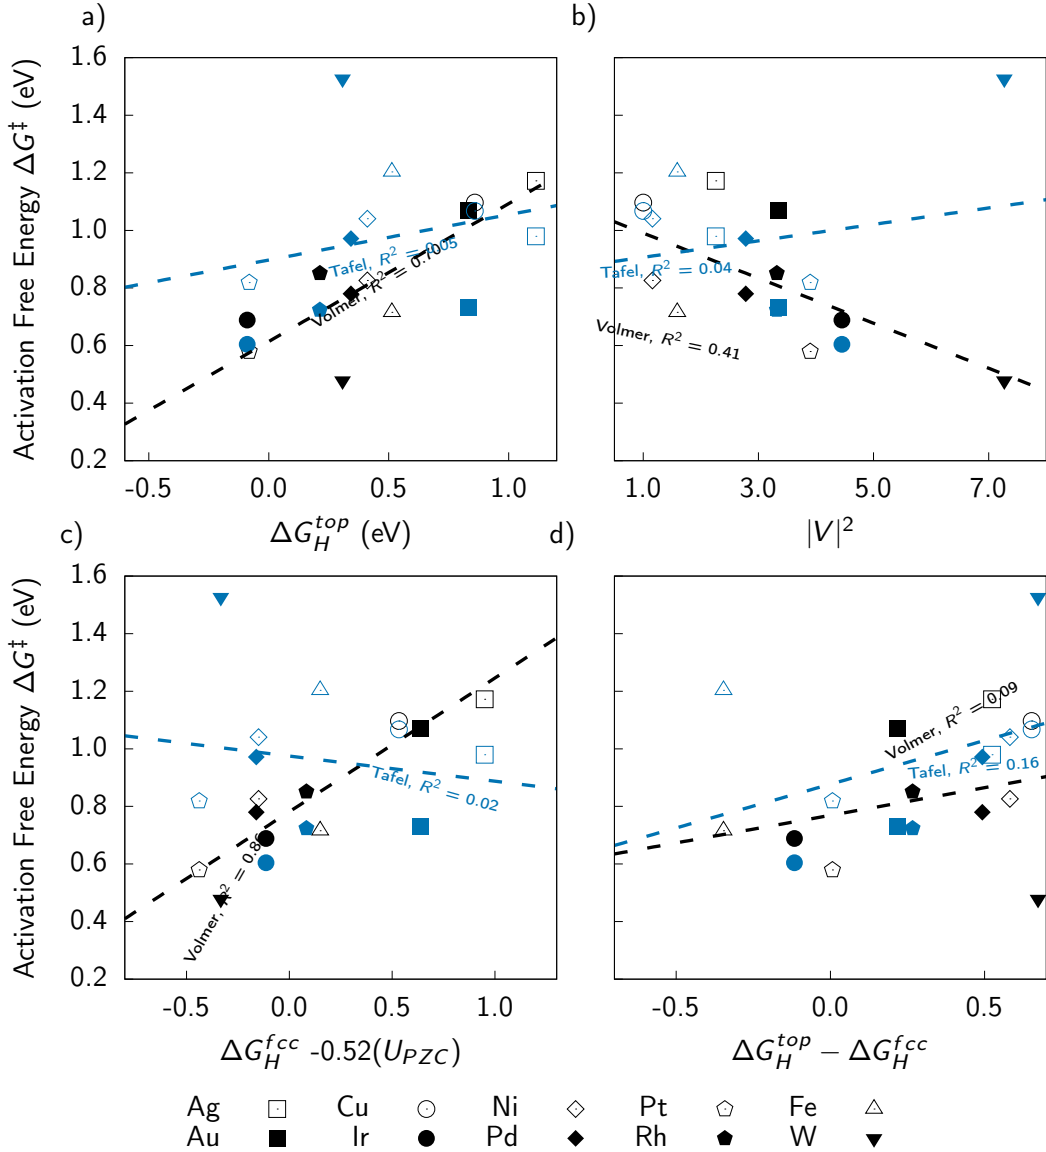 a)
b)
Activation Free Energy ΔG‡ (eV)
1.6
1.4
1.2
1.0
0.8
0.6
0.4
0.2
Tafel, R² = 0.05
Volmer, R² = 0.70
-0.5 0.0 0.5 1.0
ΔG_H^top (eV)
Tafel, R² = 0.04
Volmer, R² = 0.41
1.0 3.0 5.0 7.0
|V|²
c)
d)
Activation Free Energy ΔG‡ (eV)
1.6
1.4
1.2
1.0
0.8
0.6
0.4
0.2
Tafel, R² = 0.02
Volmer, R² = 0.86
-0.5 0.0 0.5 1.0
ΔG_H^fcc -0.52(U_PZC)
Volmer, R² = 0.09
Tafel, R² = 0.16
-0.5 0.0 0.5
ΔG_H^top − ΔG_H^fcc
Ag Cu Ni Pt Fe
Au Ir Pd Rh W